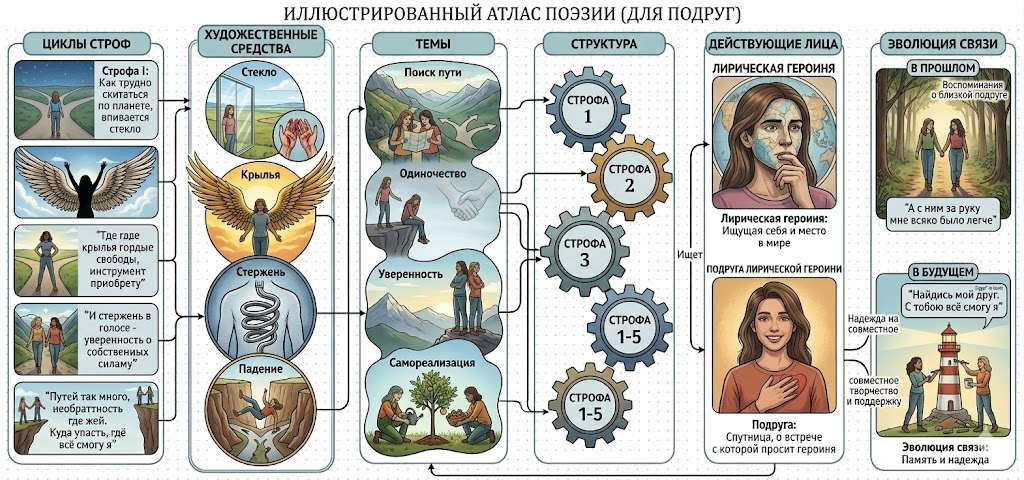 ИЛЛЮСТРИРОВАННЫЙ АТЛАС ПОЭЗИИ (ДЛЯ ПОДРУГ)
ЦИКЛЫ СТРОФ
Строфа I:
Как трудно
скитаться
по планете,
впивается
стекло
"Где где
крылья гордые
свободы,
инструмент
приобрету"
"И стержень в
голосе -
уверенность о
собственных
силаму"
"Путей так много,
необраттность
где жей.
Куда упасть, где
всё смогу я"
ХУДОЖЕСТВЕННЫЕ
СРЕДСТВА
Стекло
Крылья
Стержень
Падение
ТЕМЫ
Поиск пути
Одиночество
Уверенность
Самореализация
СТРУКТУРА
СТРОФА
1
СТРОФА
2
СТРОФА
3
СТРОФА
1-5
СТРОФА
1-5
ДЕЙСТВУЮЩИЕ ЛИЦА
ЛИРИЧЕСКАЯ ГЕРОИНЯ
Лирическая героиня:
Ищущая себя и место
в мире
Ищет
ПОДРУГА ЛИРИЧЕСКОЙ ГЕРОИНИ
Подруга:
Спутница, о встрече
с которой просит героиня
ЭВОЛЮЦИЯ СВЯЗИ
В ПРОШЛОМ
Воспоминания
о близкой подруге
"А с ним за руку
мне всяко было легче"
В БУДУЩЕМ
"Найдись мой друг.
С тобою всё смогу я"
Надежда на
совместное
совместное
творчество
и поддержку
Эволюция связи:
Память и надежда